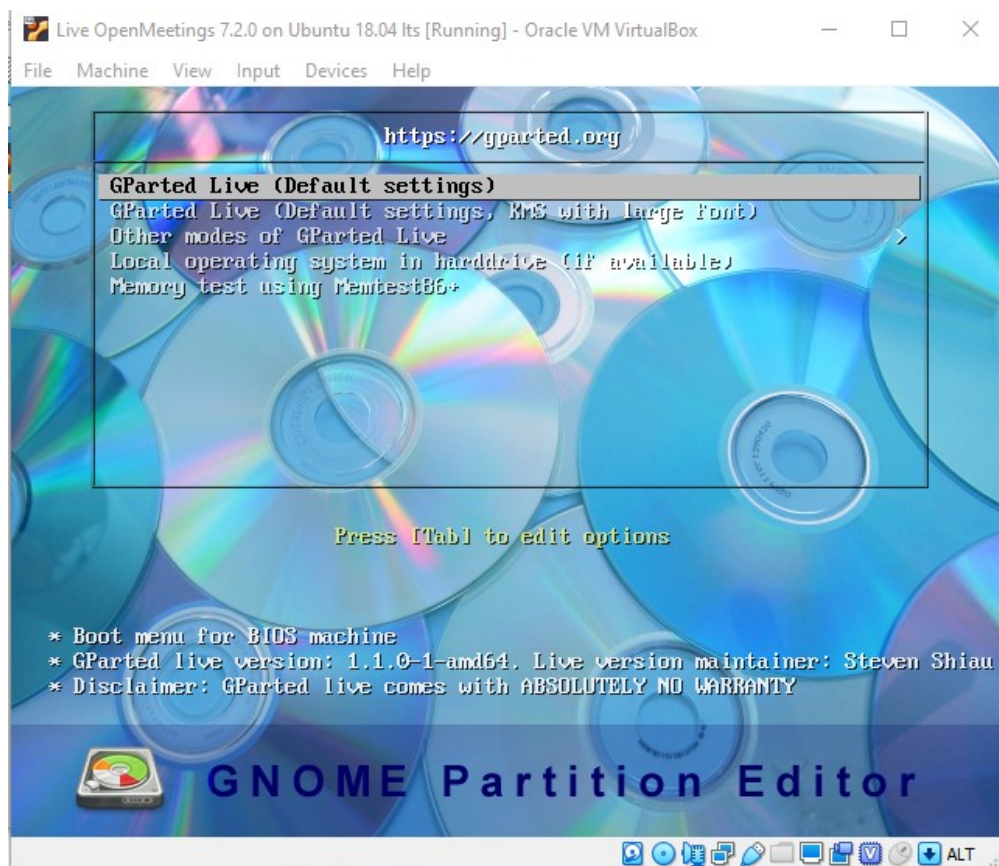 Live OpenMeetings 7.2.0 on Ubuntu 18.04 lts [Running] - Oracle VM VirtualBox
File Machine View Input Devices Help
https://gparted.org
GParted Live (Default settings)
GParted Live (Default settings, KMS with large font)
Other modes of GParted Live >
Local operating system in harddrive (if available)
Memory test using Memtest86+
Press [Tab] to edit options
* Boot menu for BIOS machine
* GParted live version: 1.1.0-1-amd64. Live version maintainer: Steven Shiau
* Disclaimer: GParted live comes with ABSOLUTELY NO WARRANTY
GNOME Partition Editor
ALT